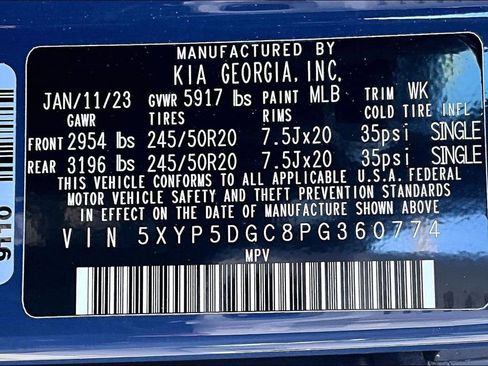 MANUFACTURED BY
KIA GEORGIA, INC.
JAN/11/23 GVWR 5917 lbs PAINT MLB TRIM WK
GAWR TIRES RIMS COLD TIRE INFL
FRONT 2954 lbs 245/50R20 7.5Jx20 35psi SINGLE
REAR 3196 lbs 245/50R20 7.5Jx20 35psi SINGLE
THIS VEHICLE CONFORMS TO ALL APPLICABLE U.S.A. FEDERAL
MOTOR VEHICLE SAFETY AND THEFT PREVENTION STANDARDS
IN EFFECT ON THE DATE OF MANUFACTURE SHOWN ABOVE
VIN 5XYP5DGC8PG360774
MPV
9110